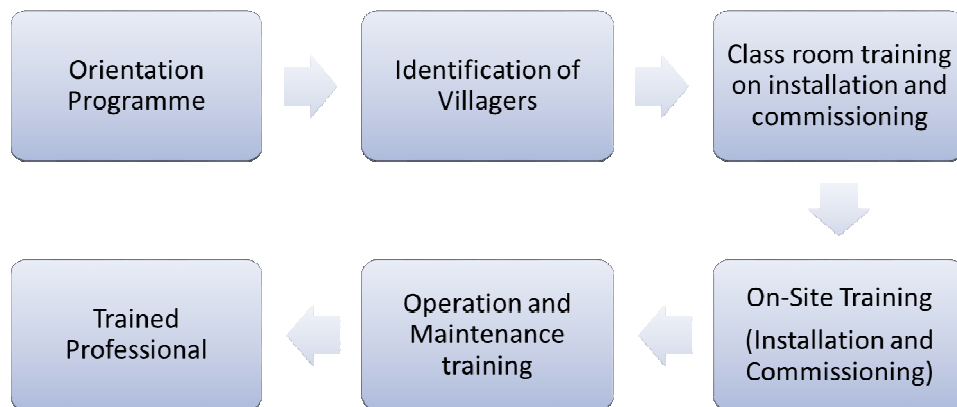 Orientation
Programme
Identification of
Villagers
Class room training
on installation and
commissioning
On-Site Training
(Installation and
Commissioning)
Operation and
Maintenance
training
Trained
Professional